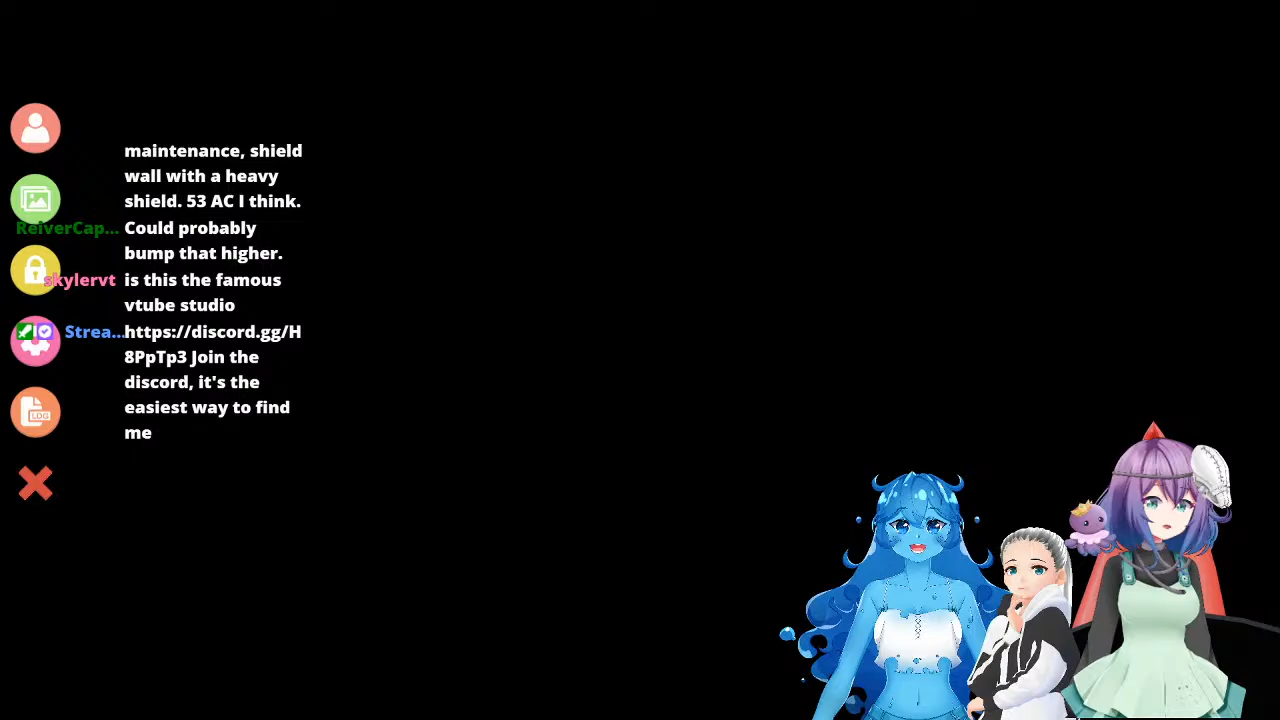 maintenance, shield
wall with a heavy
shield. 53 AC I think.
ReiverCap... Could probably
bump that higher.
skylervt is this the famous
vtube studio
Strea... https://discord.gg/H
8PpTp3 Join the
discord, it's the
easiest way to find
me
LOG